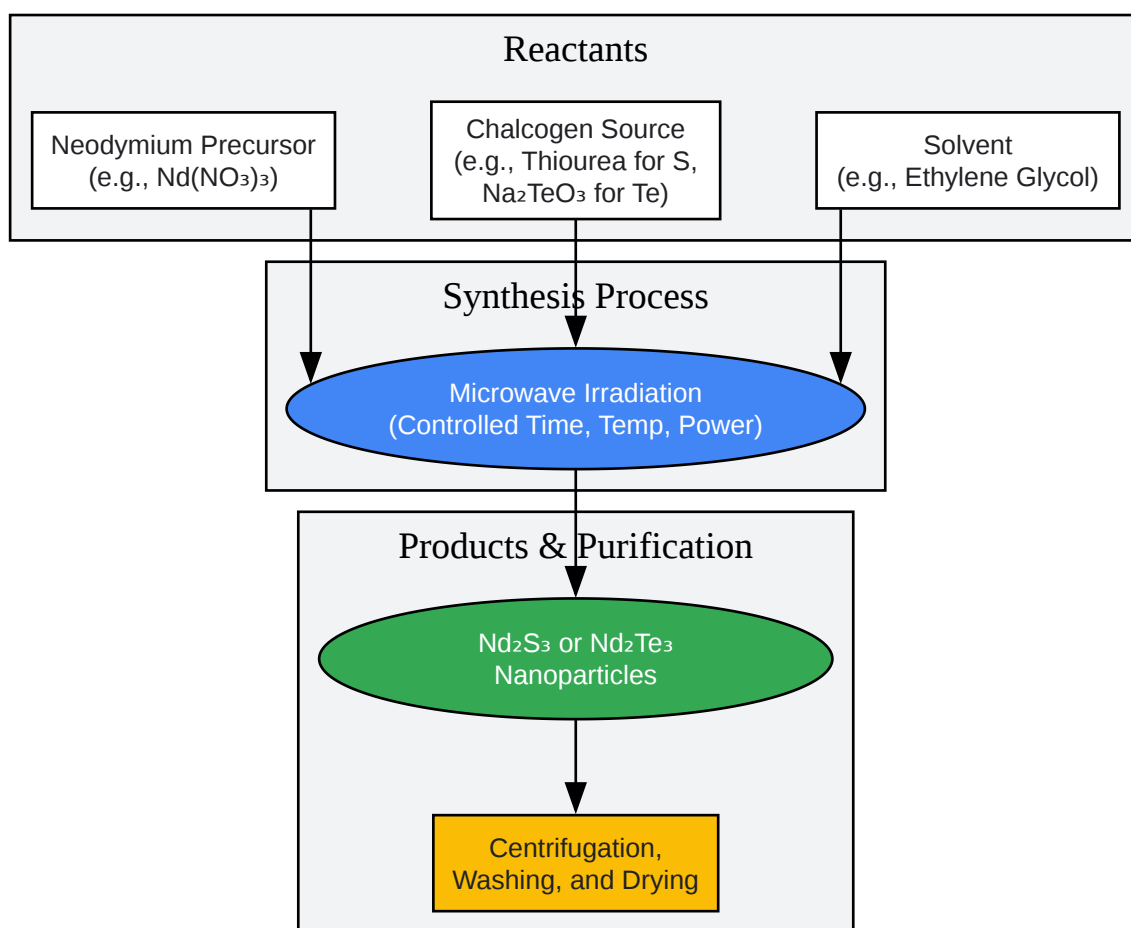 Reactants
Neodymium Precursor
(e.g., Nd(NO₃)₃)
Chalcogen Source
(e.g., Thiourea for S,
Na₂TeO₃ for Te)
Solvent
(e.g., Ethylene Glycol)
Synthesis Process
Microwave Irradiation
(Controlled Time, Temp, Power)
Products & Purification
Nd₂S₃ or Nd₂Te₃
Nanoparticles
Centrifugation,
Washing, and Drying